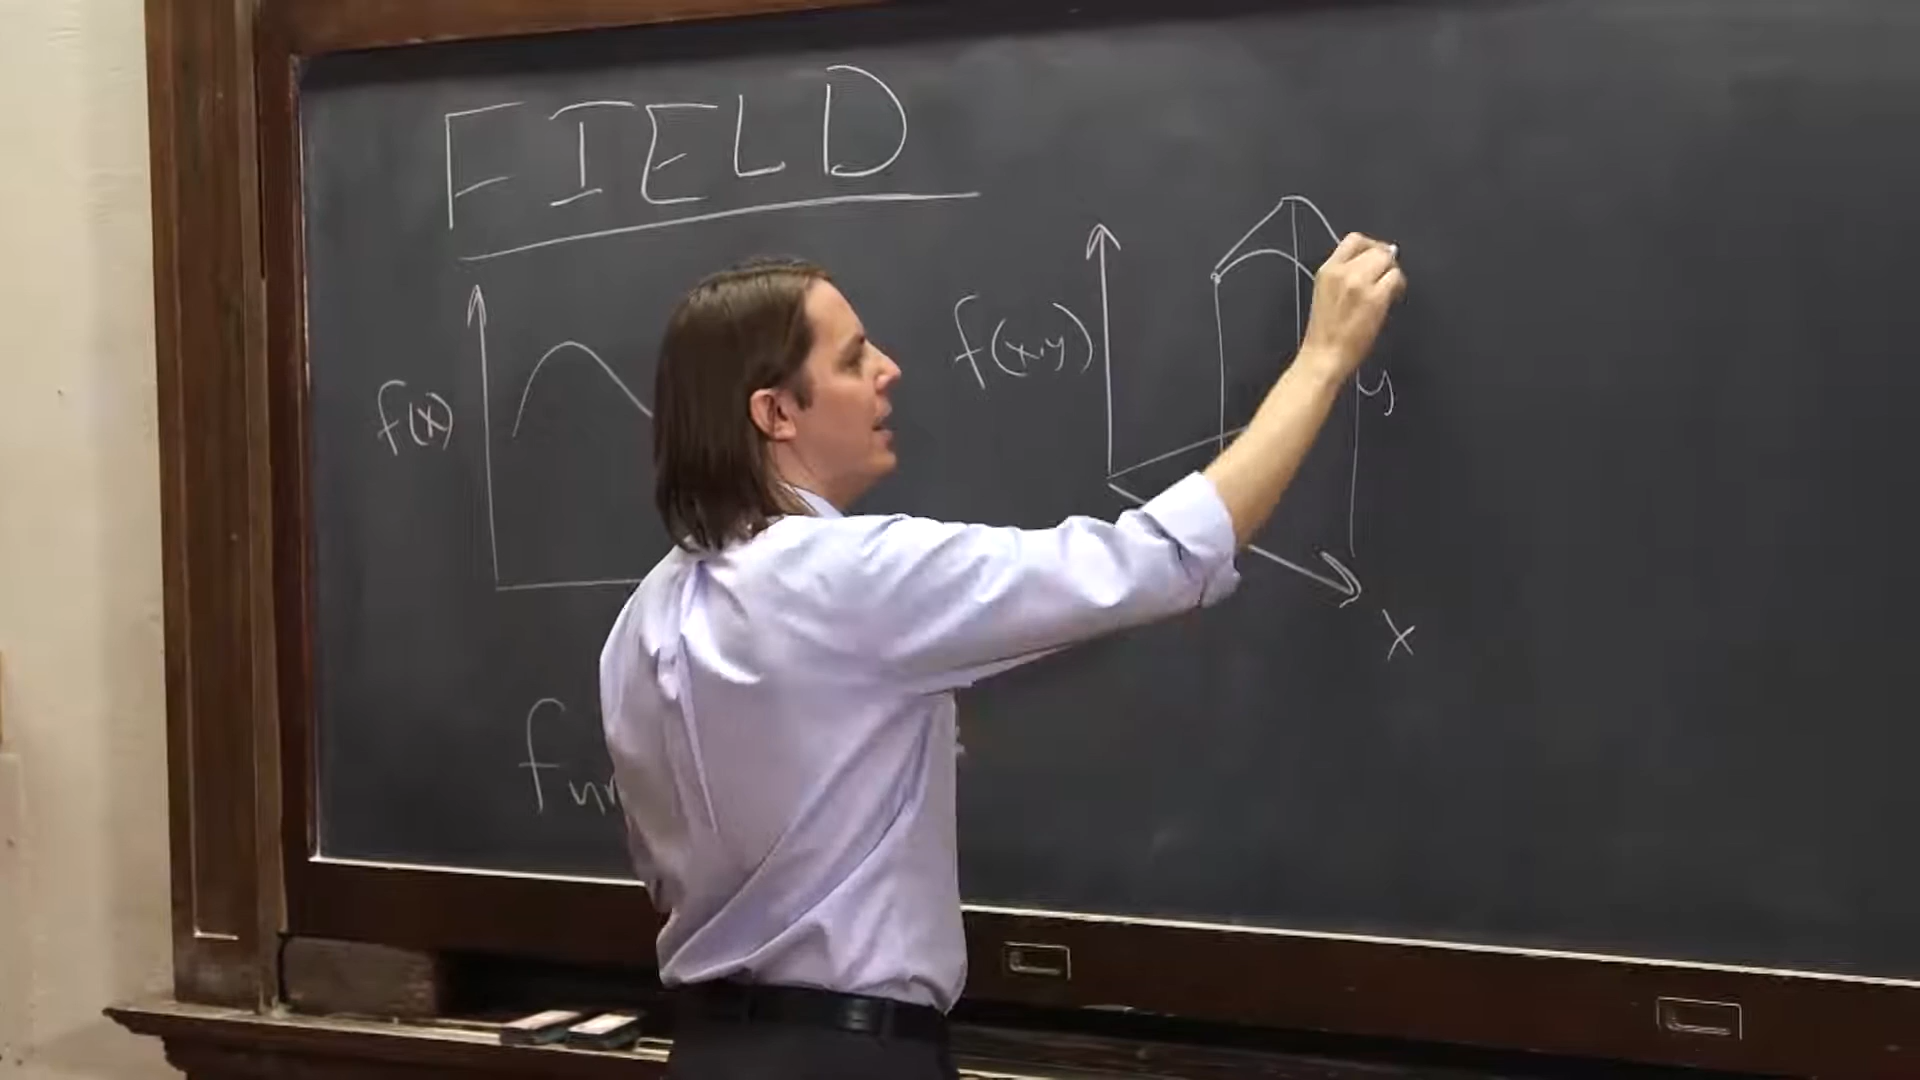 FIELD
f(x)
f(x,y)
y
x